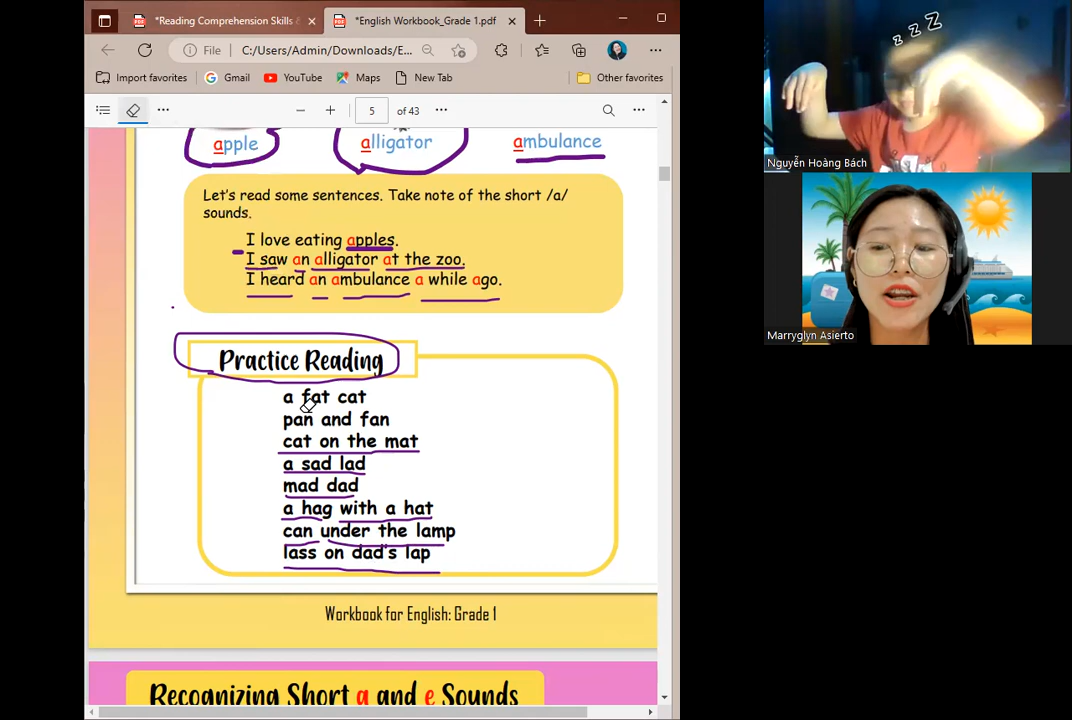 *Reading Comprehension Skills &
*English Workbook_Grade 1.pdf
File
C:/Users/Admin/Downloads/E...
Import favorites
Gmail
YouTube
Maps
New Tab
Other favorites
5 of 43
apple
alligator
ambulance
Let's read some sentences. Take note of the short /a/
sounds.
I love eating apples.
I saw an alligator at the zoo.
I heard an ambulance a while ago.
Practice Reading
a fat cat
pan and fan
cat on the mat
a sad lad
mad dad
a hag with a hat
can under the lamp
lass on dad's lap
Workbook for English: Grade 1
Recognizing Short a and e Sounds
z z Z
Nguyễn Hoàng Bách
Marryglyn Asierto